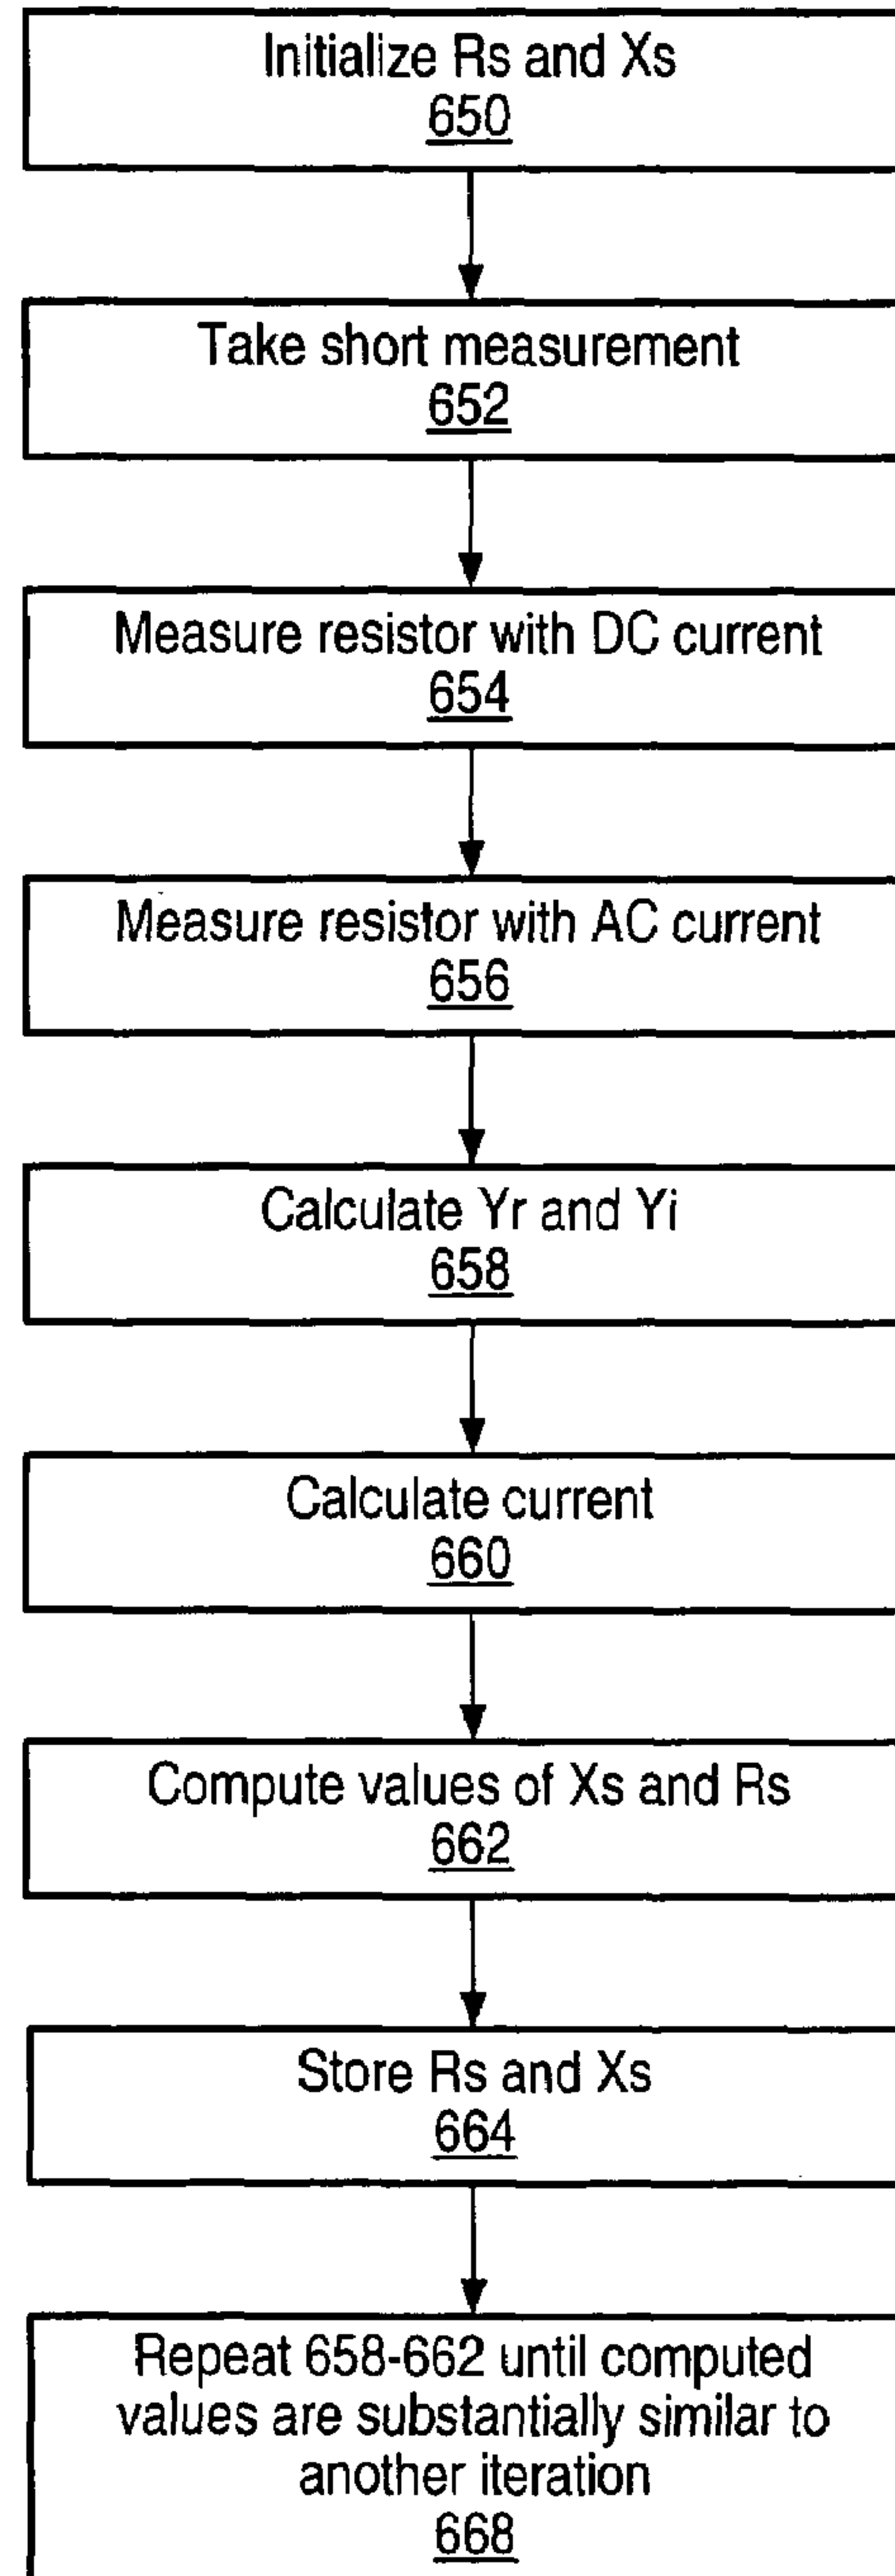 Initialize Rs and Xs
650
Take short measurement
652
Measure resistor with DC current
654
Measure resistor with AC current
656
Calculate Yr and Yi
658
Calculate current
660
Compute values of Xs and Rs
662
Store Rs and Xs
664
Repeat 658-662 until computed
values are substantially similar to
another iteration
668